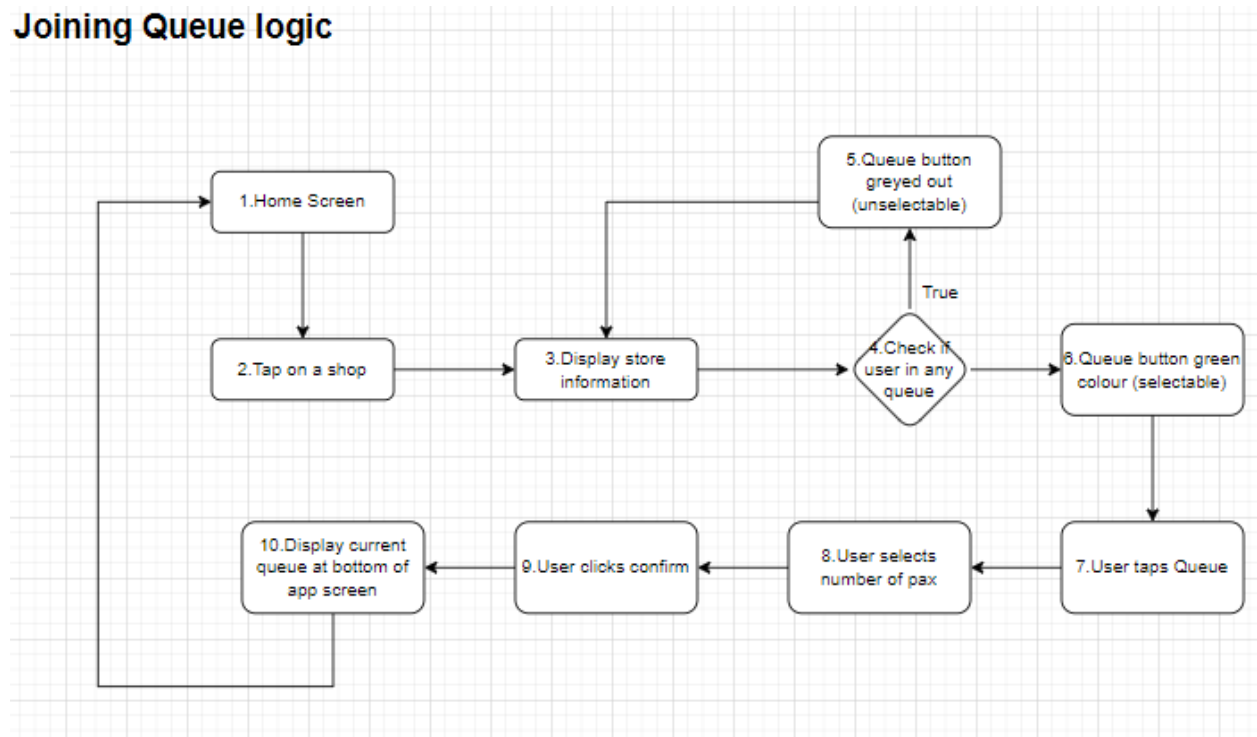 Joining Queue logic
1.Home Screen
2.Tap on a shop
3.Display store
information
4.Check if
user in any
queue
True
5.Queue button
greyed out
(unselectable)
6.Queue button green
colour (selectable)
7.User taps Queue
8.User selects
number of pax
9.User clicks confirm
10.Display current
queue at bottom of
app screen